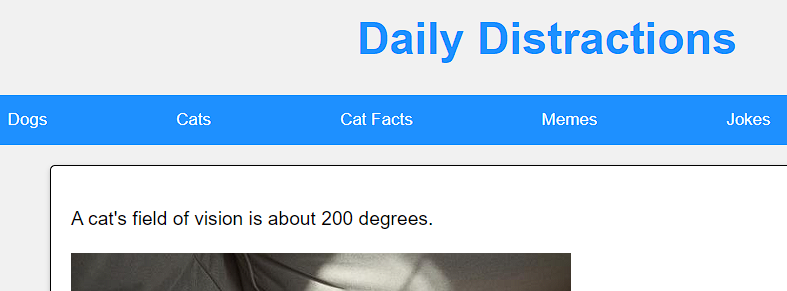 Daily Distractions
Dogs Cats Cat Facts Memes Jokes
A cat's field of vision is about 200 degrees.